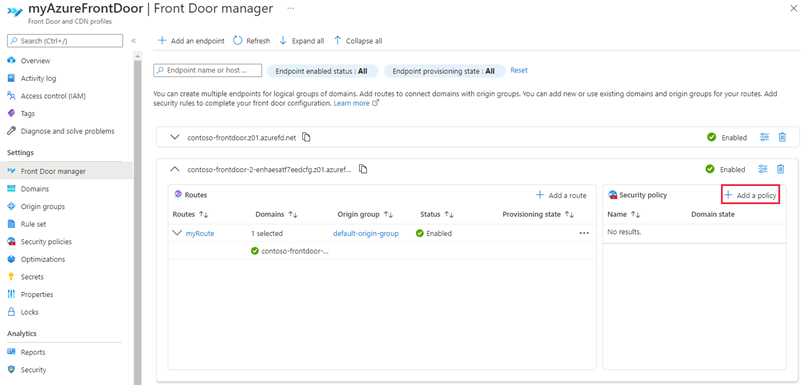 myAzureFrontDoor | Front Door manager ...
Front Door and CDN profiles
Search (Ctrl+/)
Overview
Activity log
Access control (IAM)
Tags
Diagnose and solve problems
Settings
Front Door manager
Domains
Origin groups
Rule set
Security policies
Optimizations
Secrets
Properties
Locks
Analytics
Reports
Security
Add an endpoint Refresh Expand all Collapse all
Endpoint name or host ... Endpoint enabled status : All Endpoint provisioning state : All Reset
You can create multiple endpoints for logical groups of domains. Add routes to connect domains with origin groups. You can add new or use existing domains and origin groups for your routes. Add
security rules to complete your front door configuration. Learn more
contoso-frontdoor.z01.azurefd.net Enabled
contoso-frontdoor-2-enhaesatf7eedcfg.z01.azuref... Enabled
Routes + Add a route
Routes Domains Origin group Status Provisioning state
myRoute 1 selected default-origin-group Enabled ...
contoso-frontdoor-...
Security policy + Add a policy
Name Domain state
No results.